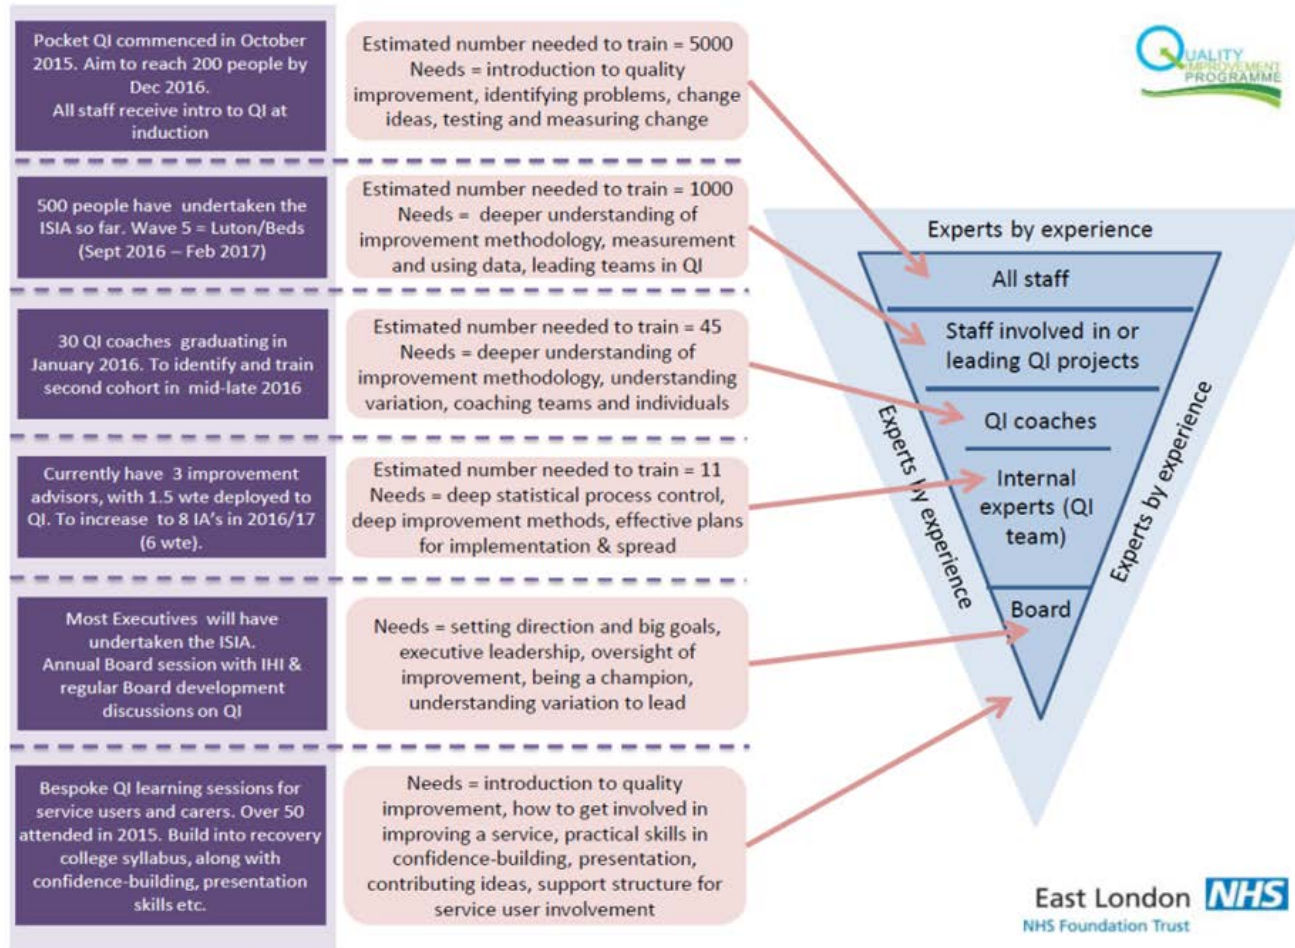 Pocket QI commenced in October
2015. Aim to reach 200 people by
Dec 2016.
All staff receive intro to QI at
induction
Estimated number needed to train = 5000
Needs = introduction to quality
improvement, identifying problems, change
ideas, testing and measuring change
QUALITY
IMPROVEMENT
PROGRAMME
500 people have undertaken the
ISIA so far. Wave 5 = Luton/Beds
(Sept 2016 – Feb 2017)
Estimated number needed to train = 1000
Needs = deeper understanding of
improvement methodology, measurement
and using data, leading teams in QI
30 QI coaches graduating in
January 2016. To identify and train
second cohort in mid-late 2016
Estimated number needed to train = 45
Needs = deeper understanding of
improvement methodology, understanding
variation, coaching teams and individuals
Currently have 3 improvement
advisors, with 1.5 wte deployed to
QI. To increase to 8 IA's in 2016/17
(6 wte).
Estimated number needed to train = 11
Needs = deep statistical process control,
deep improvement methods, effective plans
for implementation & spread
Most Executives will have
undertaken the ISIA.
Annual Board session with IHI &
regular Board development
discussions on QI
Needs = setting direction and big goals,
executive leadership, oversight of
improvement, being a champion,
understanding variation to lead
Bespoke QI learning sessions for
service users and carers. Over 50
attended in 2015. Build into recovery
college syllabus, along with
confidence-building, presentation
skills etc.
Needs = introduction to quality
improvement, how to get involved in
improving a service, practical skills in
confidence-building, presentation,
contributing ideas, support structure for
service user involvement
Experts by experience
All staff
Staff involved in or
leading QI projects
QI coaches
Internal
experts (QI
team)
Board
Experts by experience
Experts by experience
East London NHS
NHS Foundation Trust